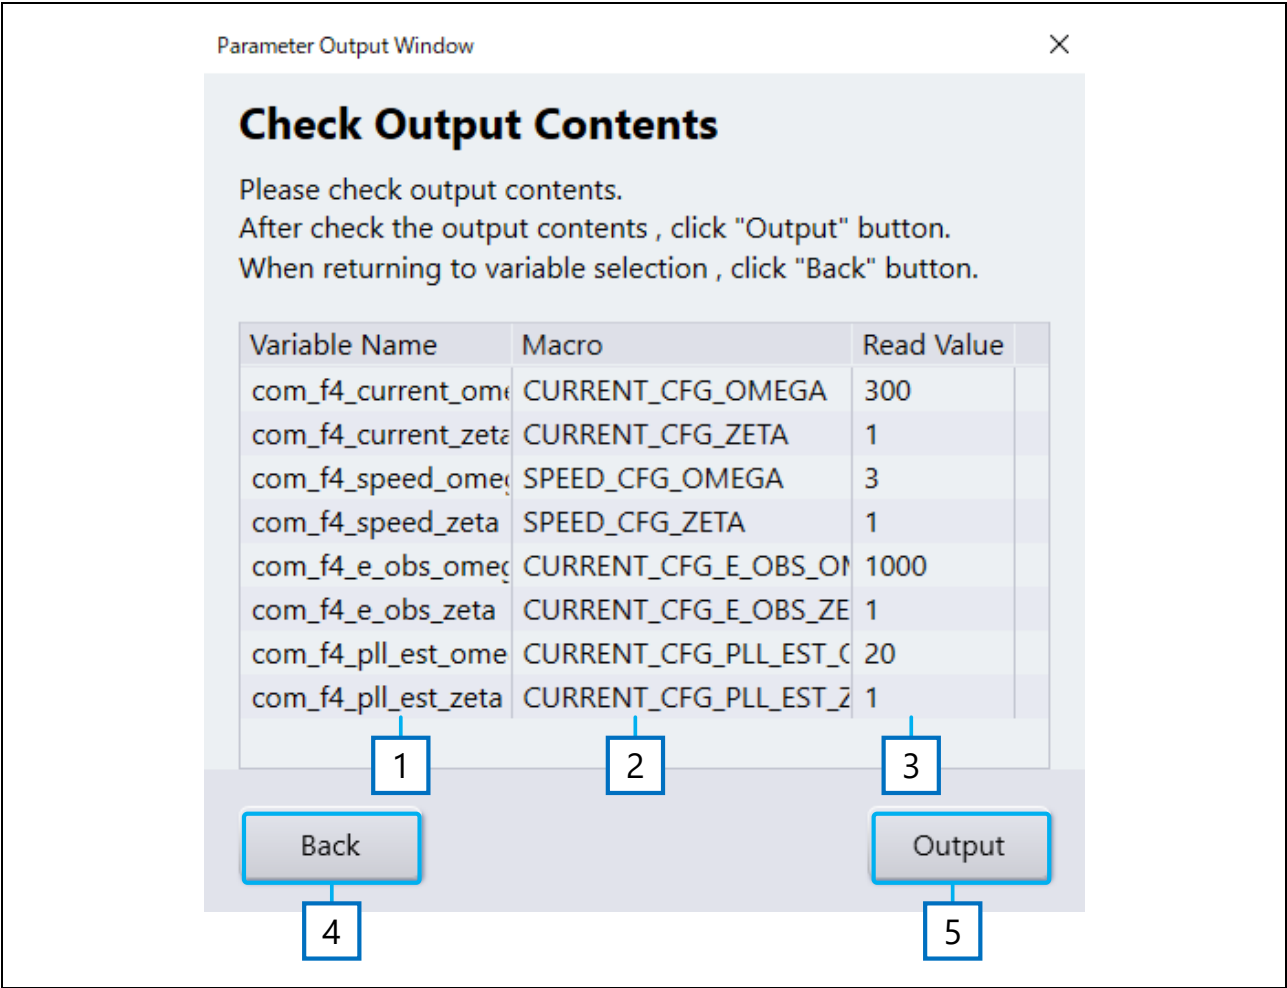 Parameter Output Window
Check Output Contents
Please check output contents.
After check the output contents , click "Output" button.
When returning to variable selection , click "Back" button.
Variable Name Macro Read Value
com_f4_current_ome CURRENT_CFG_OMEGA 300
com_f4_current_zeta CURRENT_CFG_ZETA 1
com_f4_speed_ome SPEED_CFG_OMEGA 3
com_f4_speed_zeta SPEED_CFG_ZETA 1
com_f4_e_obs_ome CURRENT_CFG_E_OBS_O 1000
com_f4_e_obs_zeta CURRENT_CFG_E_OBS_ZE 1
com_f4_pll_est_ome CURRENT_CFG_PLL_EST_ 20
com_f4_pll_est_zeta CURRENT_CFG_PLL_EST_Z 1
1 2 3
Back Output
4 5